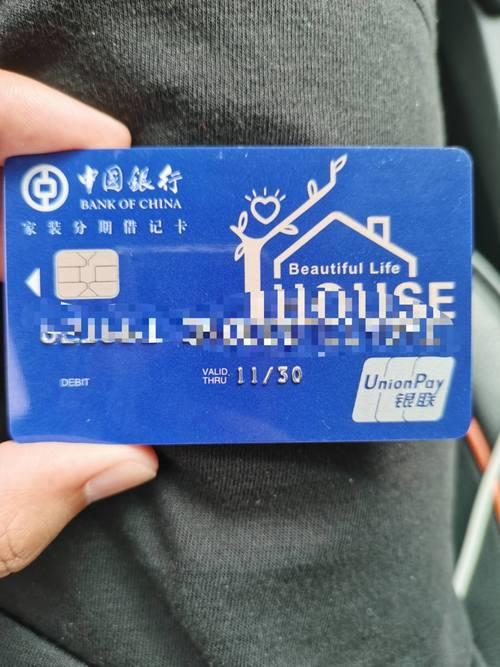 中国银行
BANK OF CHINA
家装分期借记卡
Beautiful Life
HOUSE
DEBIT
VALID THRU 11/30
UnionPay
银联